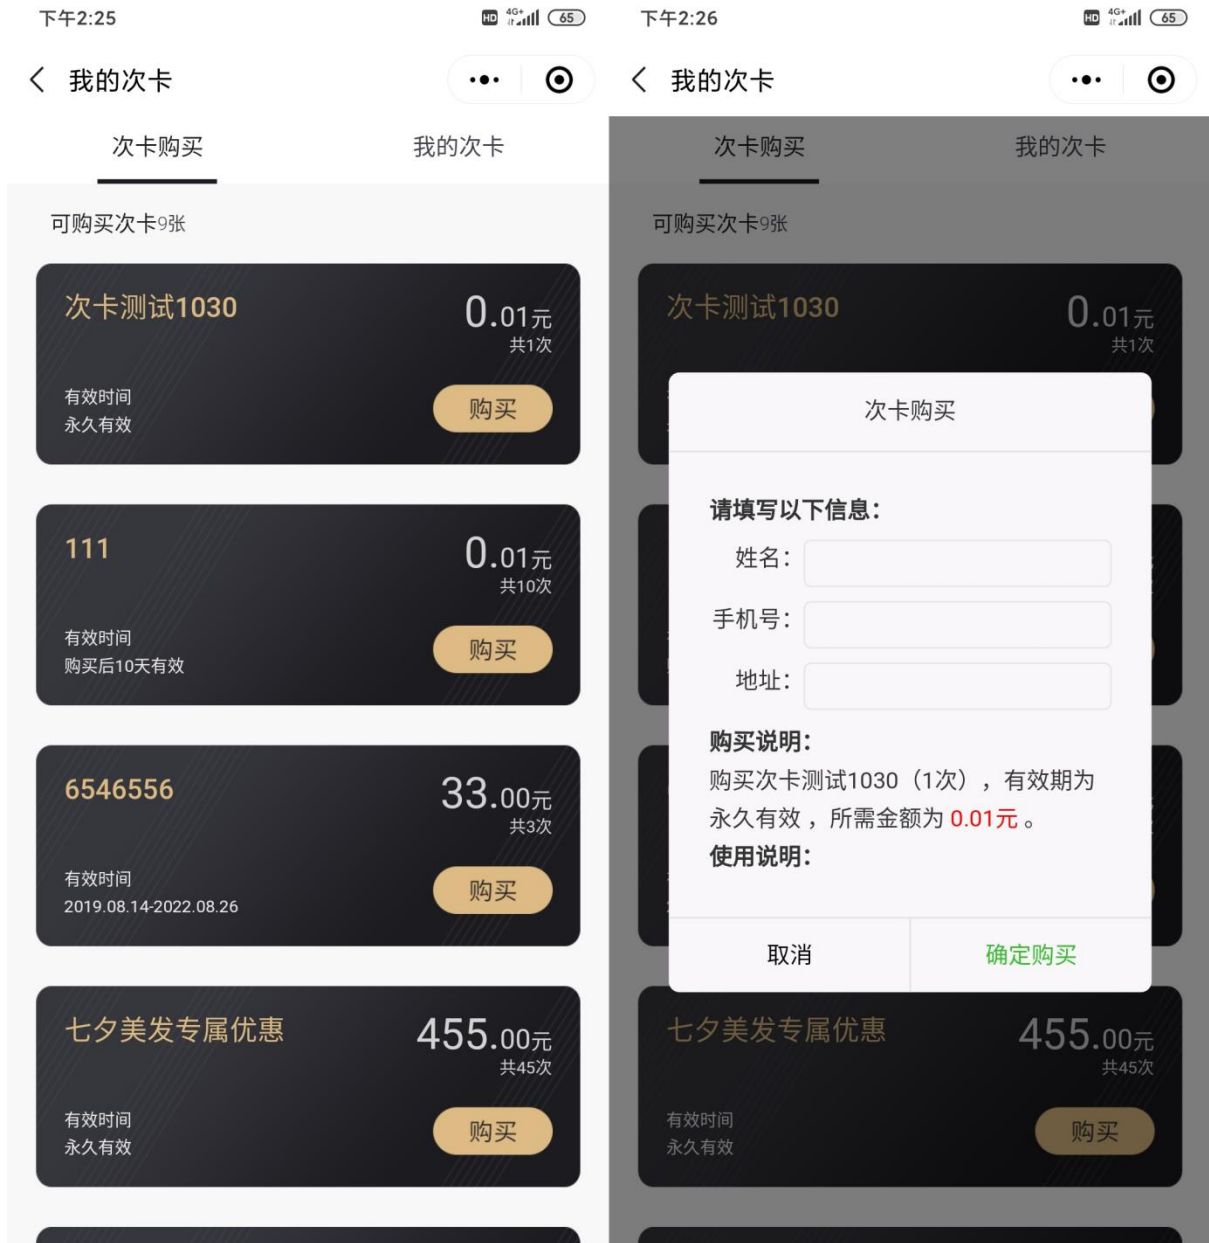 下午2:25
HD 4G+ 65
我的次卡
次卡购买 我的次卡
可购买次卡9张
次卡测试1030
0.01元
共1次
有效时间
永久有效
购买
111
0.01元
共10次
有效时间
购买后10天有效
购买
6546556
33.00元
共3次
有效时间
2019.08.14-2022.08.26
购买
七夕美发专属优惠
455.00元
共45次
有效时间
永久有效
购买
下午2:26
HD 4G+ 65
我的次卡
次卡购买 我的次卡
可购买次卡9张
次卡测试1030
0.01元
共1次
次卡购买
请填写以下信息：
姓名：
手机号：
地址：
购买说明：
购买次卡测试1030（1次），有效期为
永久有效，所需金额为 0.01元 。
使用说明：
取消 确定购买
七夕美发专属优惠
455.00元
共45次
有效时间
永久有效
购买